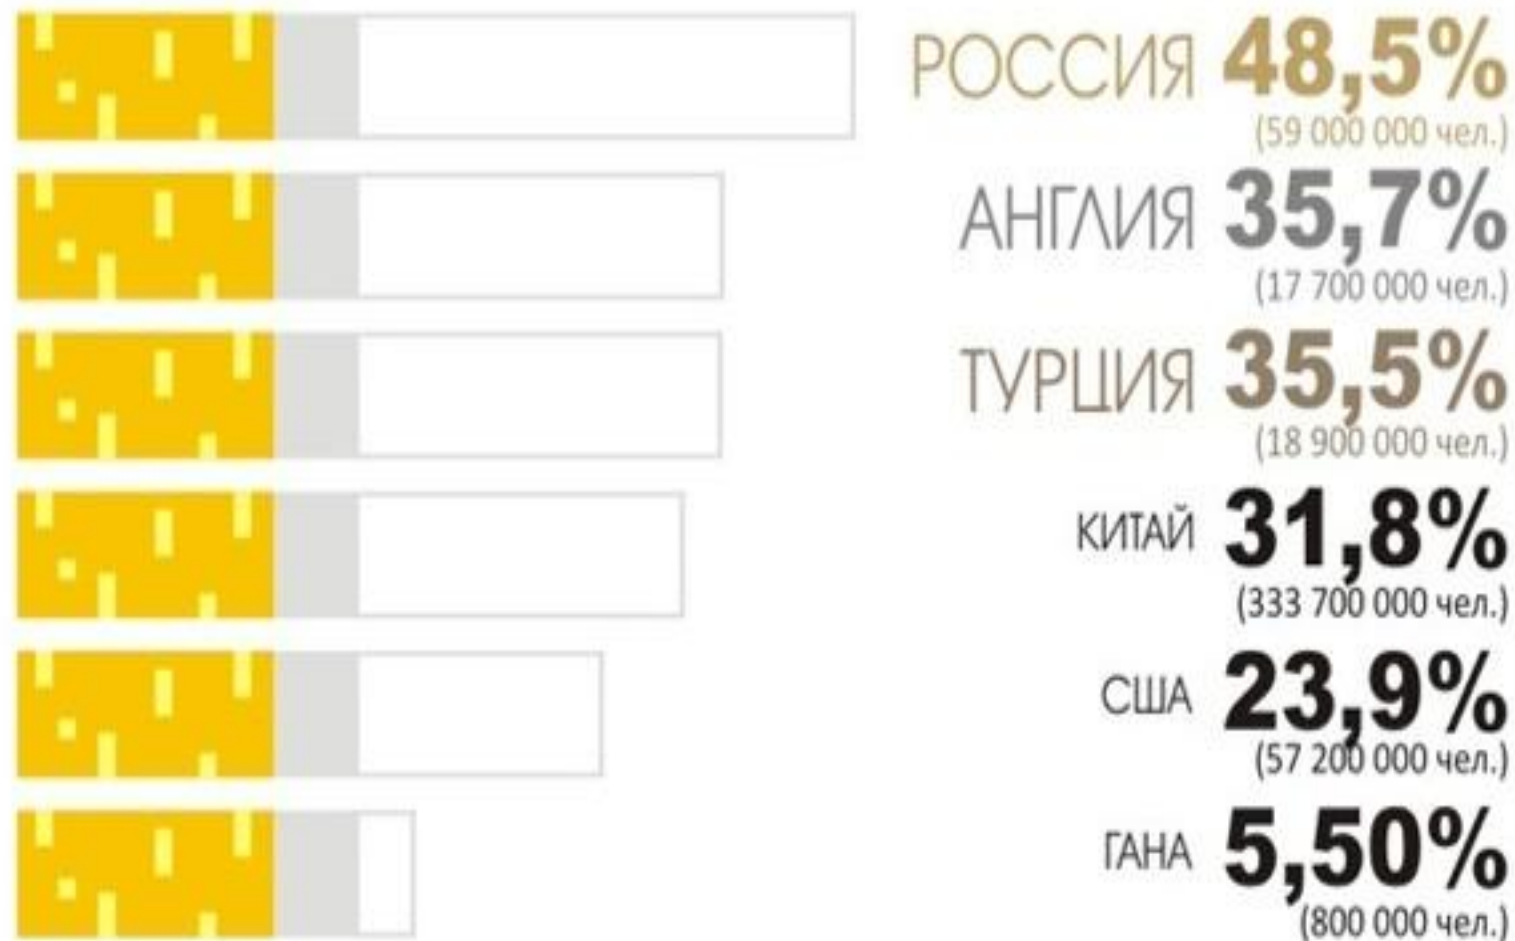 РОССИЯ 48,5%
(59 000 000 чел.)
АНГЛИЯ 35,7%
(17 700 000 чел.)
ТУРЦИЯ 35,5%
(18 900 000 чел.)
КИТАЙ 31,8%
(333 700 000 чел.)
США 23,9%
(57 200 000 чел.)
ГАНА 5,50%
(800 000 чел.)